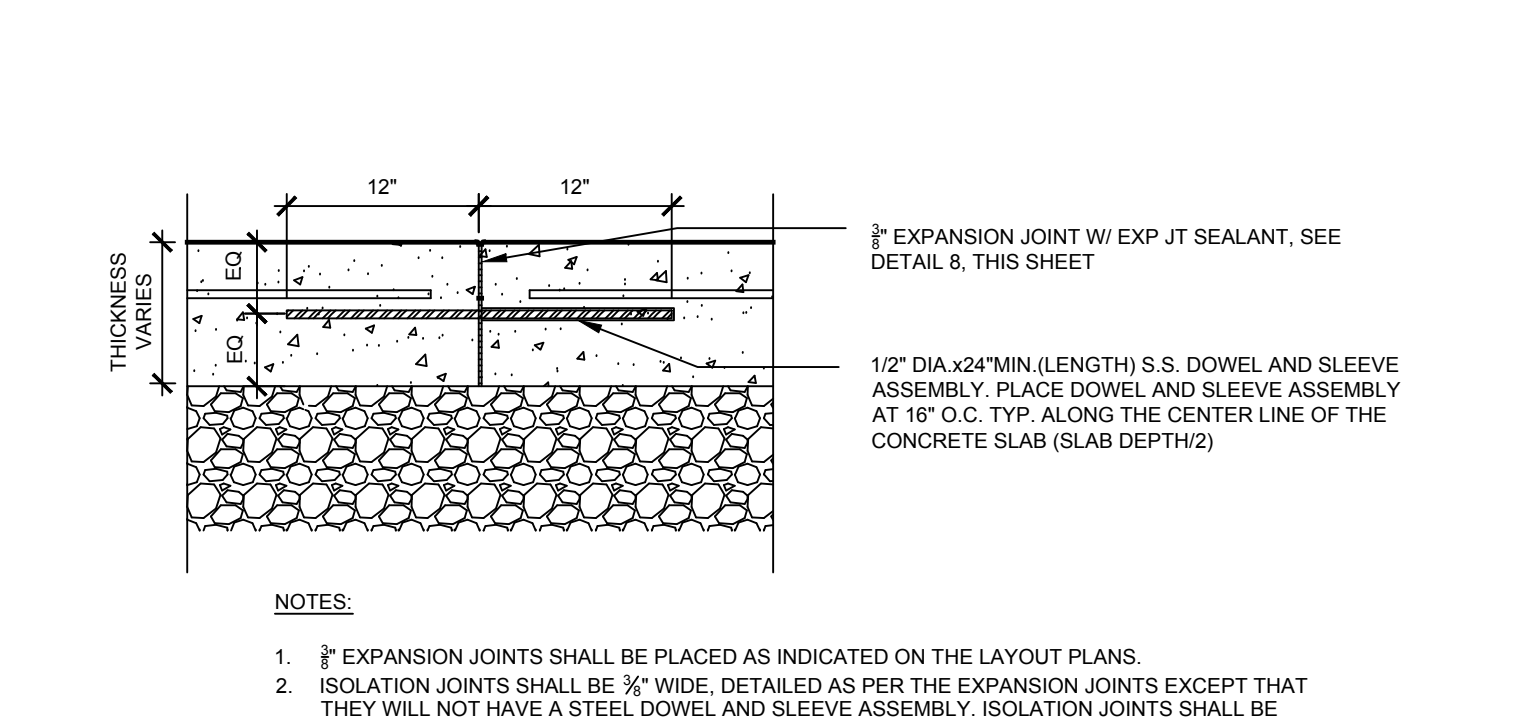 12" 12"
THICKNESS
VARIES
EQ
EQ
3/8" EXPANSION JOINT W/ EXP JT SEALANT, SEE
DETAIL 8, THIS SHEET
1/2" DIA.x24"MIN.(LENGTH) S.S. DOWEL AND SLEEVE
ASSEMBLY. PLACE DOWEL AND SLEEVE ASSEMBLY
AT 16" O.C. TYP. ALONG THE CENTER LINE OF THE
CONCRETE SLAB (SLAB DEPTH/2)
NOTES:
1. 3/8" EXPANSION JOINTS SHALL BE PLACED AS INDICATED ON THE LAYOUT PLANS.
2. ISOLATION JOINTS SHALL BE 3/8" WIDE, DETAILED AS PER THE EXPANSION JOINTS EXCEPT THAT
THEY WILL NOT HAVE A STEEL DOWEL AND SLEEVE ASSEMBLY. ISOLATION JOINTS SHALL BE